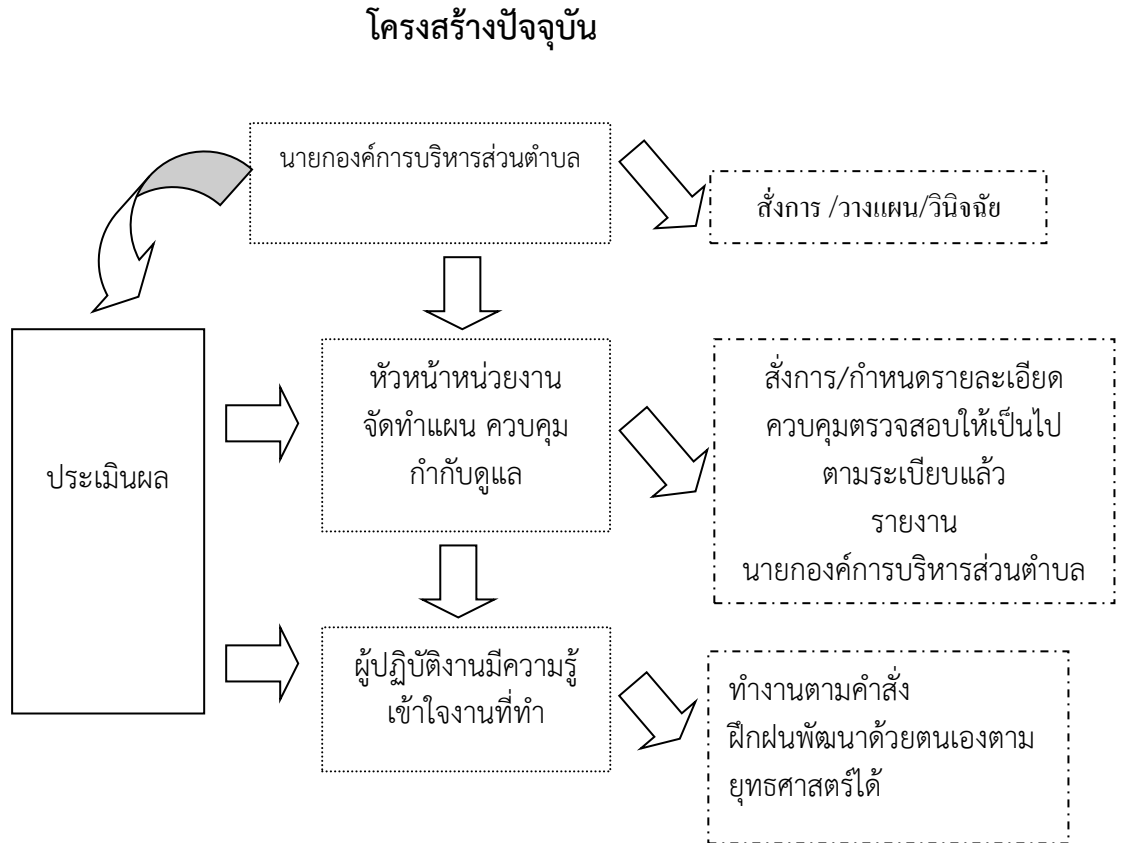 โครงสร้างปัจจุบัน
นายกองค์การบริหารส่วนตำบล
สั่งการ /วางแผน/วินิจฉัย
หัวหน้าหน่วยงาน
จัดทำแผน ควบคุม
กำกับดูแล
สั่งการ/กำหนดรายละเอียด
ควบคุมตรวจสอบให้เป็นไป
ตามระเบียบแล้ว
รายงาน
นายกองค์การบริหารส่วนตำบล
ประเมินผล
ผู้ปฏิบัติงานมีความรู้
เข้าใจงานที่ทำ
ทำงานตามคำสั่ง
ฝึกฝนพัฒนาด้วยตนเองตาม
ยุทธศาสตร์ได้